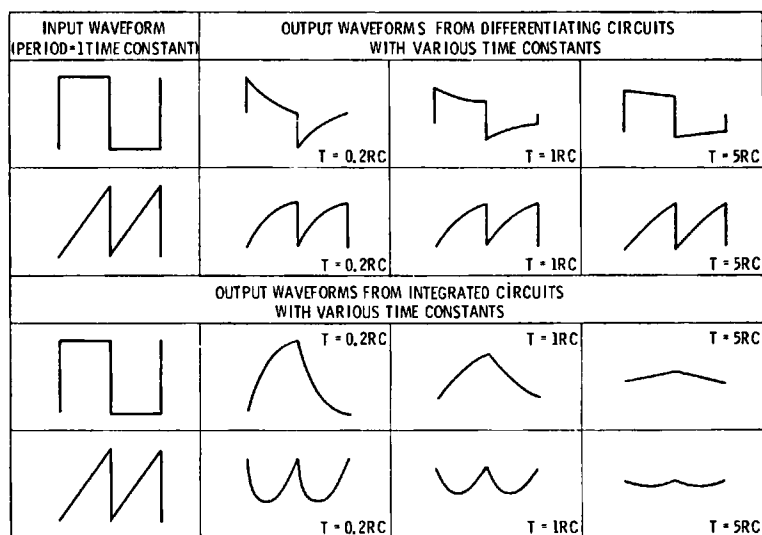 INPUT WAVEFORM
(PERIOD=1 TIME CONSTANT)
OUTPUT WAVEFORMS FROM DIFFERENTIATING CIRCUITS
WITH VARIOUS TIME CONSTANTS
T = 0.2RC
T = 1RC
T = 5RC
T = 0.2RC
T = 1RC
T = 5RC
OUTPUT WAVEFORMS FROM INTEGRATED CIRCUITS
WITH VARIOUS TIME CONSTANTS
T = 0.2RC
T = 1RC
T = 5RC
T = 0.2RC
T = 1RC
T = 5RC